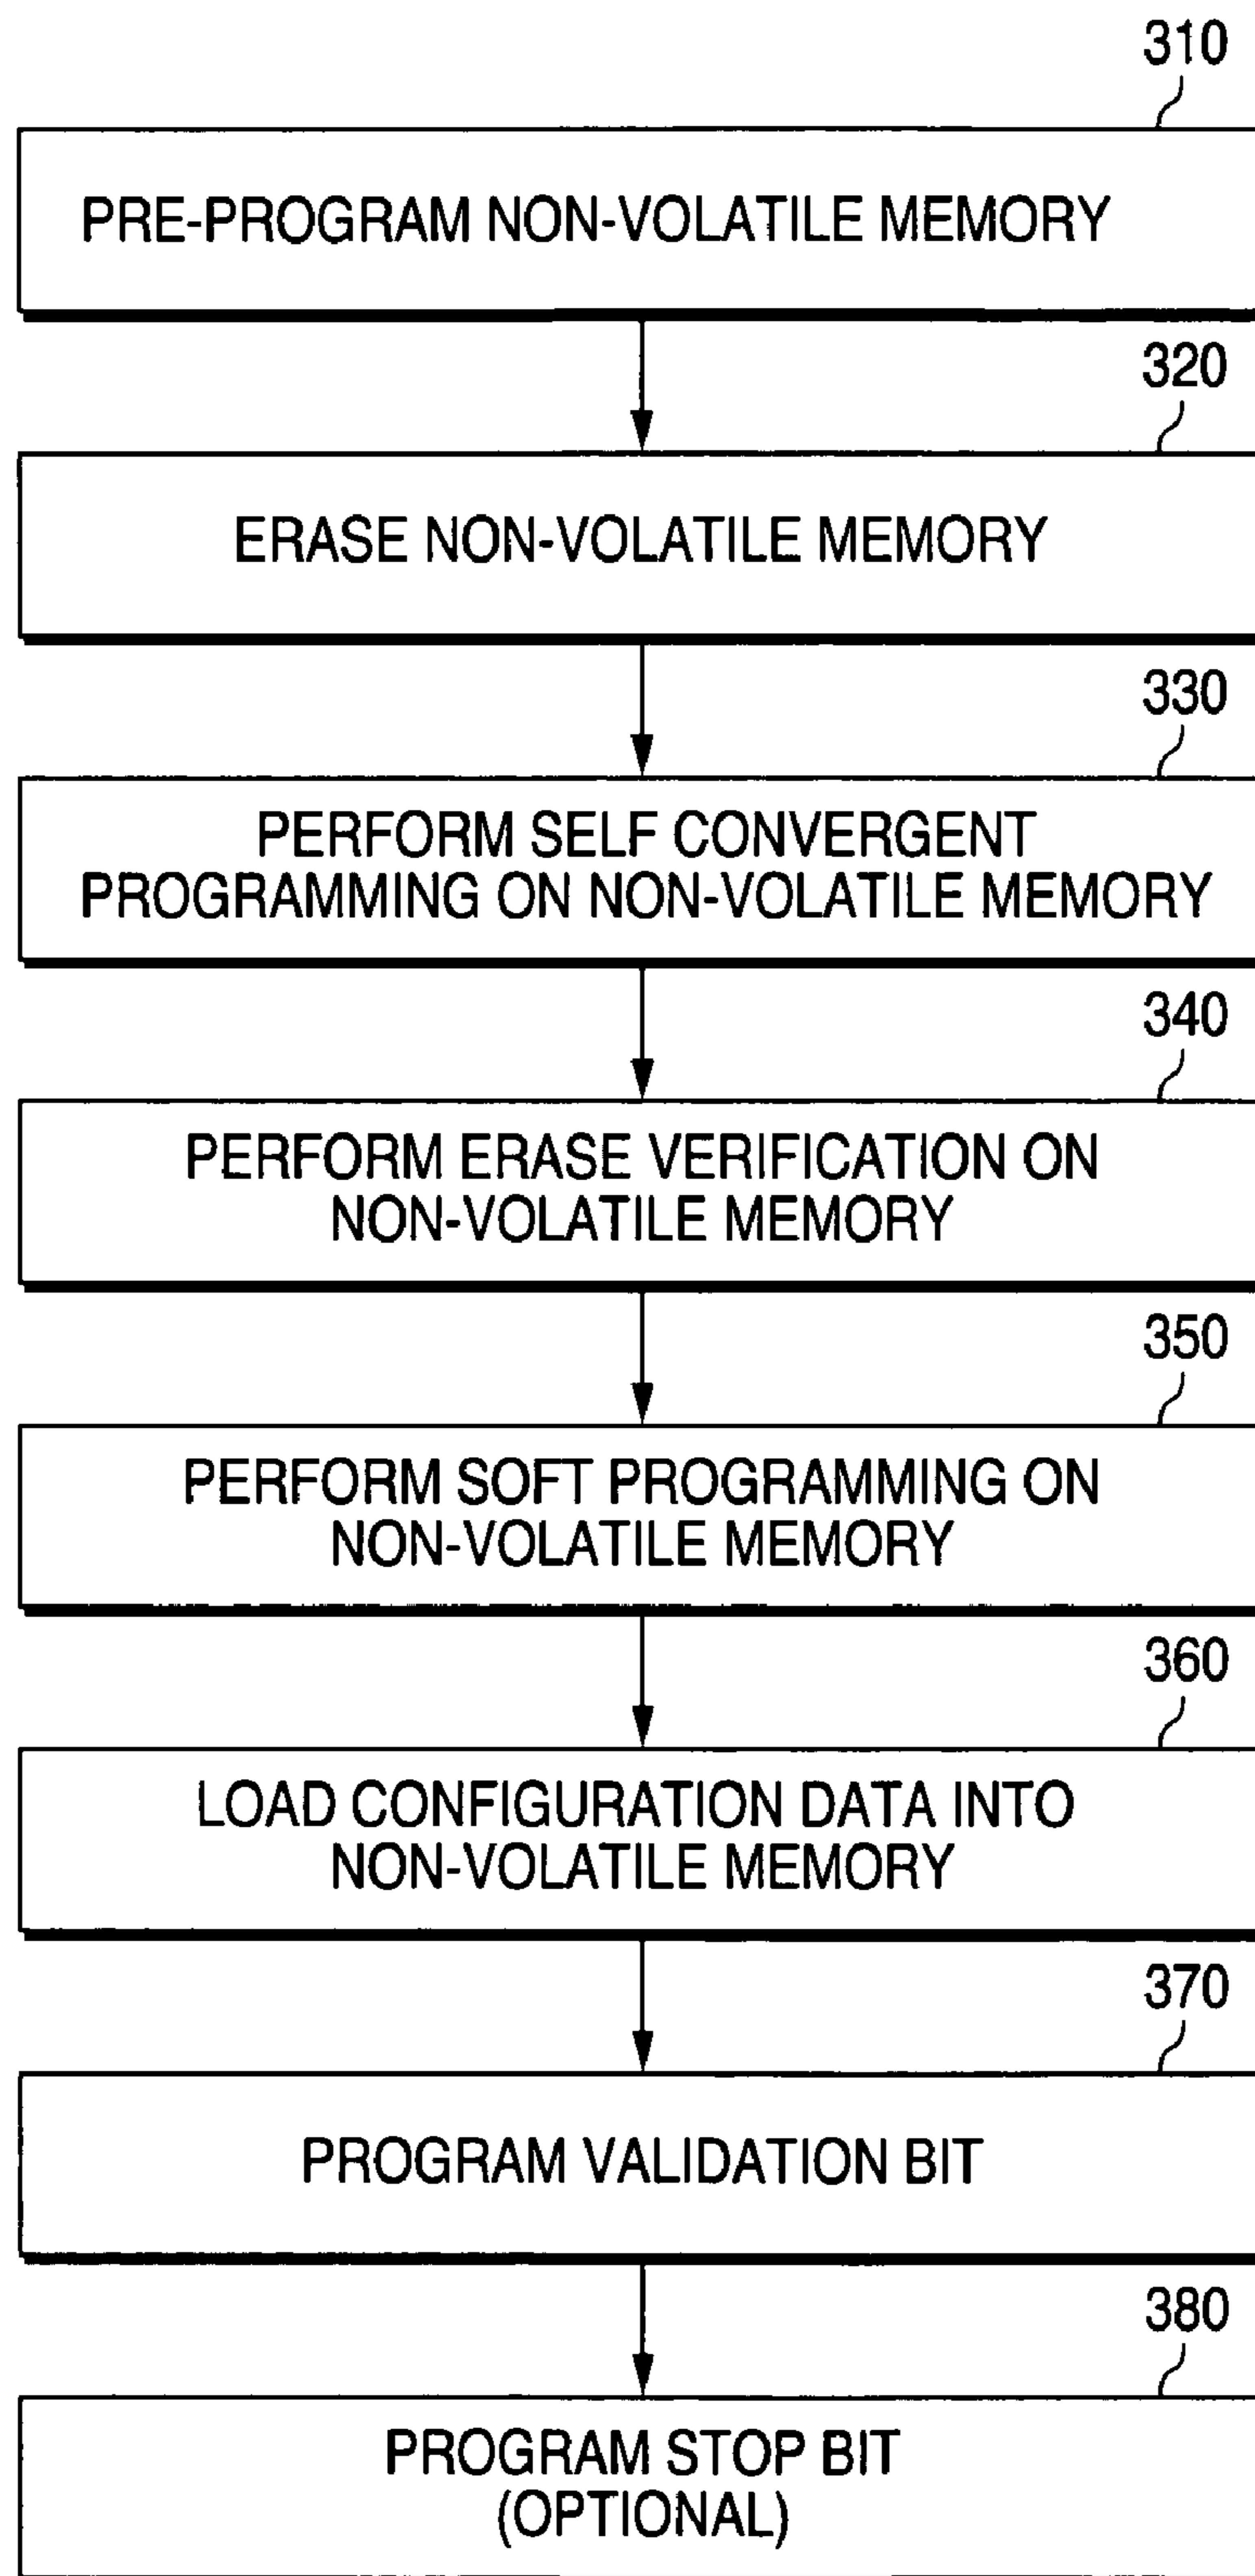 310
PRE-PROGRAM NON-VOLATILE MEMORY
320
ERASE NON-VOLATILE MEMORY
330
PERFORM SELF CONVERGENT
PROGRAMMING ON NON-VOLATILE MEMORY
340
PERFORM ERASE VERIFICATION ON
NON-VOLATILE MEMORY
350
PERFORM SOFT PROGRAMMING ON
NON-VOLATILE MEMORY
360
LOAD CONFIGURATION DATA INTO
NON-VOLATILE MEMORY
370
PROGRAM VALIDATION BIT
380
PROGRAM STOP BIT
(OPTIONAL)